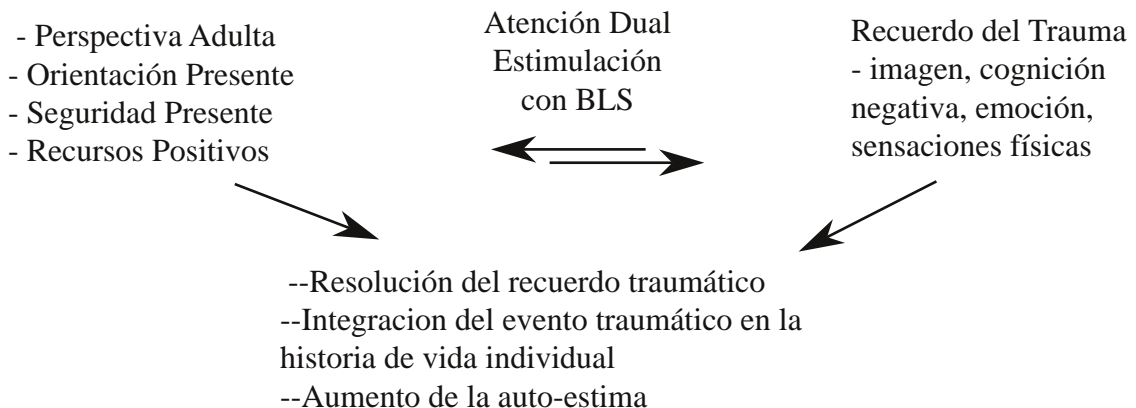 - Perspectiva Adulta
- Orientación Presente
- Seguridad Presente
- Recursos Positivos
Atención Dual
Estimulación
con BLS
Recuerdo del Trauma
- imagen, cognición
negativa, emoción,
sensaciones físicas
--Resolución del recuerdo traumático
--Integracion del evento traumático en la
historia de vida individual
--Aumento de la auto-estima